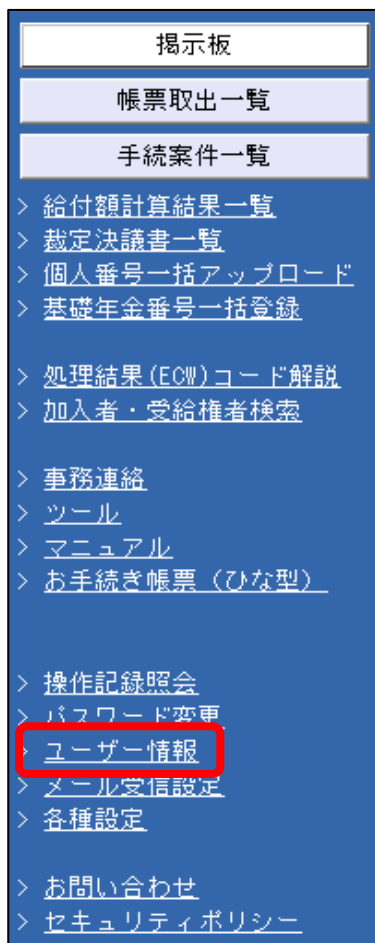 掲示板
帳票取出一覧
手続案件一覧
> 給付額計算結果一覧
> 裁定決議書一覧
> 個人番号一括アップロード
> 基礎年金番号一括登録
> 処理結果(ECW)コード解説
> 加入者・受給権者検索
> 事務連絡
> ツール
> マニュアル
> お手続き帳票（ひな型）
> 操作記録照会
> パスワード変更
> ユーザー情報
> メール受信設定
> 各種設定
> お問い合わせ
> セキュリティポリシー